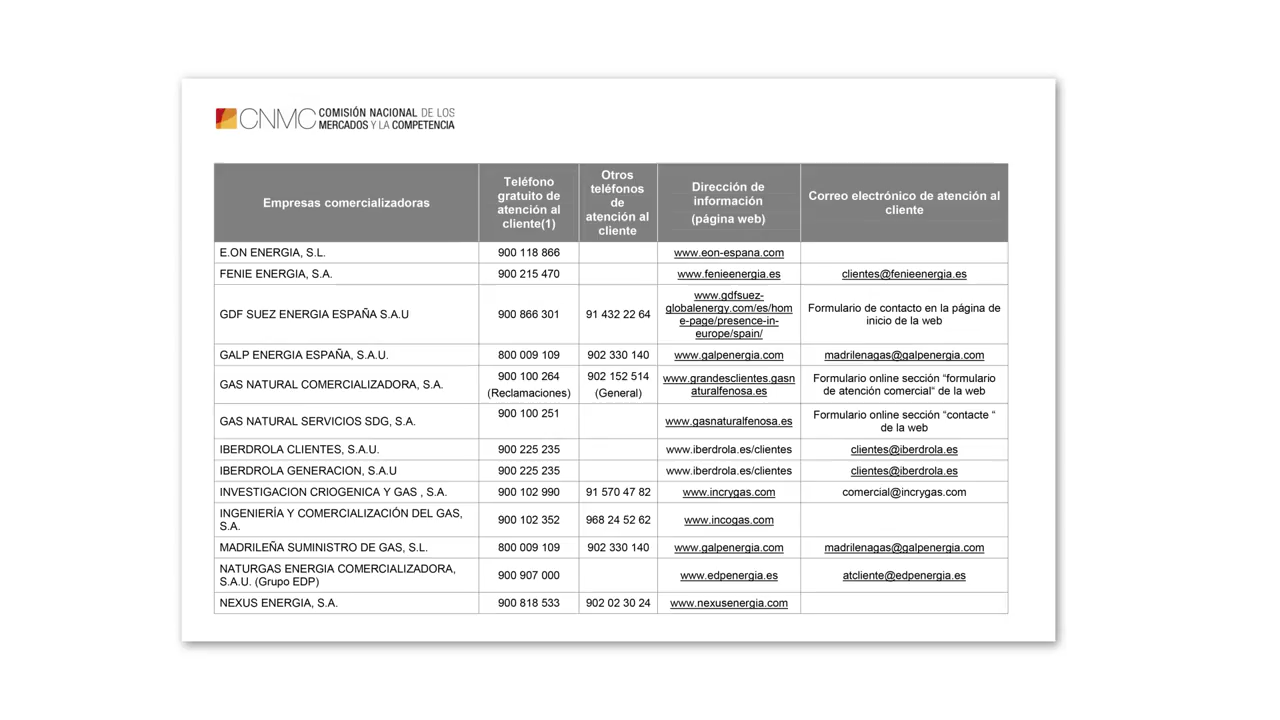 CNMC COMISIÓN NACIONAL DE LOS
MERCADOS Y LA COMPETENCIA
Empresas comercializadoras
Teléfono
gratuito de
atención al
cliente(1)
Otros
teléfonos
de
atención al
cliente
Dirección de
información
(página web)
Correo electrónico de atención al
cliente
E.ON ENERGIA, S.L.
900 118 866
www.eon-espana.com
FENIE ENERGIA, S.A.
900 215 470
www.fenieenergia.es
clientes@fenieenergia.es
GDF SUEZ ENERGIA ESPAÑA S.A.U
900 866 301
91 432 22 64
www.gdfsuez-
globalenergy.com/es/hom
e-page/presence-in-
europe/spain/
Formulario de contacto en la página de
inicio de la web
GALP ENERGIA ESPAÑA, S.A.U.
800 009 109
902 330 140
www.galpenergia.com
madrilenagas@galpenergia.com
GAS NATURAL COMERCIALIZADORA, S.A.
900 100 264
(Reclamaciones)
902 152 514
(General)
www.grandesclientes.gasn
aturalfenosa.es
Formulario online sección “formulario
de atención comercial“ de la web
GAS NATURAL SERVICIOS SDG, S.A.
900 100 251
www.gasnaturalfenosa.es
Formulario online sección “contacte “
de la web
IBERDROLA CLIENTES, S.A.U.
900 225 235
www.iberdrola.es/clientes
clientes@iberdrola.es
IBERDROLA GENERACION, S.A.U
900 225 235
www.iberdrola.es/clientes
clientes@iberdrola.es
INVESTIGACION CRIOGENICA Y GAS , S.A.
900 102 990
91 570 47 82
www.incrygas.com
comercial@incrygas.com
INGENIERÍA Y COMERCIALIZACIÓN DEL GAS,
S.A.
900 102 352
968 24 52 62
www.incogas.com
MADRILEÑA SUMINISTRO DE GAS, S.L.
800 009 109
902 330 140
www.galpenergia.com
madrilenagas@galpenergia.com
NATURGAS ENERGIA COMERCIALIZADORA,
S.A.U. (Grupo EDP)
900 907 000
www.edpenergia.es
atcliente@edpenergia.es
NEXUS ENERGIA, S.A.
900 818 533
902 02 30 24
www.nexusenergia.com